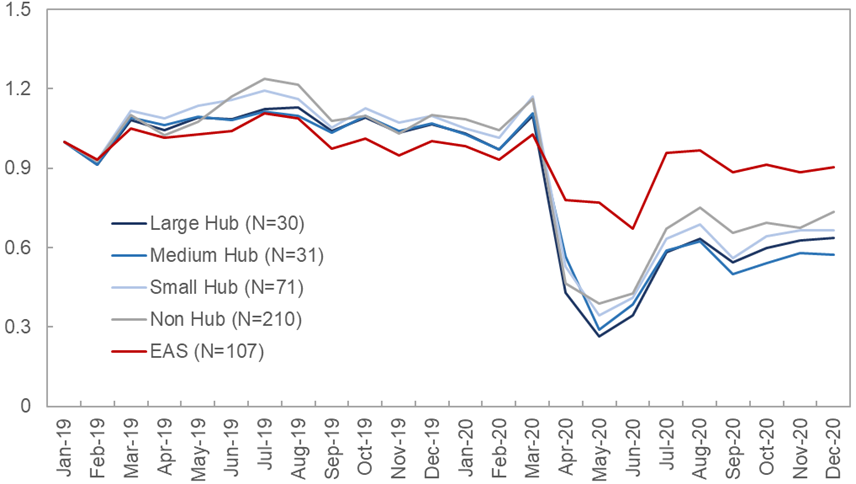 1.5
1.2
0.9
0.6
0.3
0
Large Hub (N=30)
Medium Hub (N=31)
Small Hub (N=71)
Non Hub (N=210)
EAS (N=107)
Jan-19
Feb-19
Mar-19
Apr-19
May-19
Jun-19
Jul-19
Aug-19
Sep-19
Oct-19
Nov-19
Dec-19
Jan-20
Feb-20
Mar-20
Apr-20
May-20
Jun-20
Jul-20
Aug-20
Sep-20
Oct-20
Nov-20
Dec-20